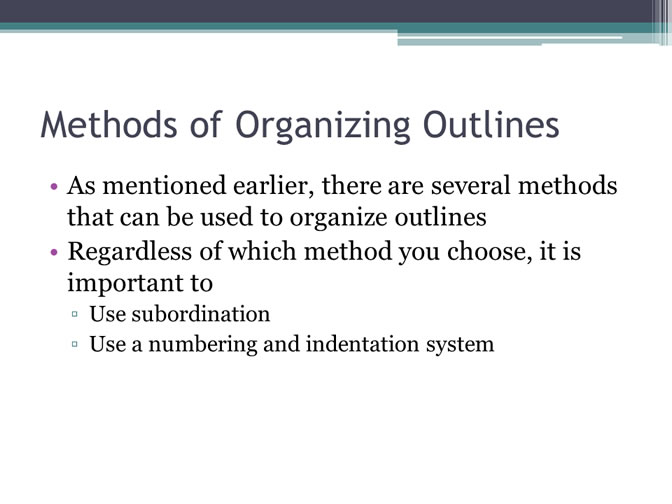 Methods of Organizing Outlines
• As mentioned earlier, there are several methods
that can be used to organize outlines
• Regardless of which method you choose, it is
important to
▫ Use subordination
▫ Use a numbering and indentation system